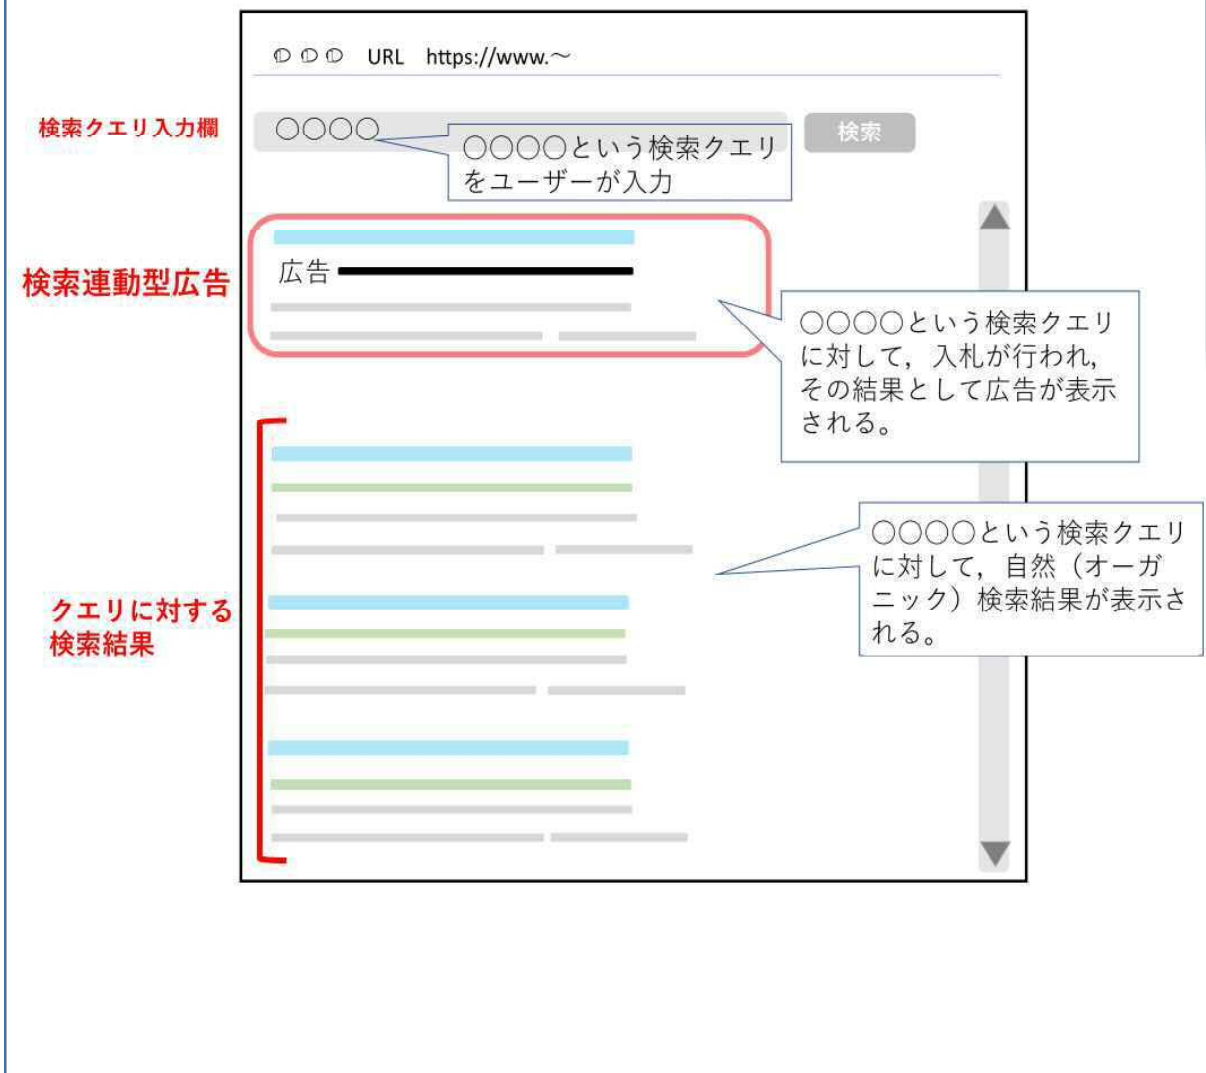 URL https://www.～
検索クエリ入力欄
○○○○
検索
○○○○という検索クエリ
をユーザーが入力
検索連動型広告
広告
○○○○という検索クエリ
に対して，入札が行われ，
その結果として広告が表示
される。
○○○○という検索クエリ
に対して，自然（オーガ
ニック）検索結果が表示さ
れる。
クエリに対する
検索結果